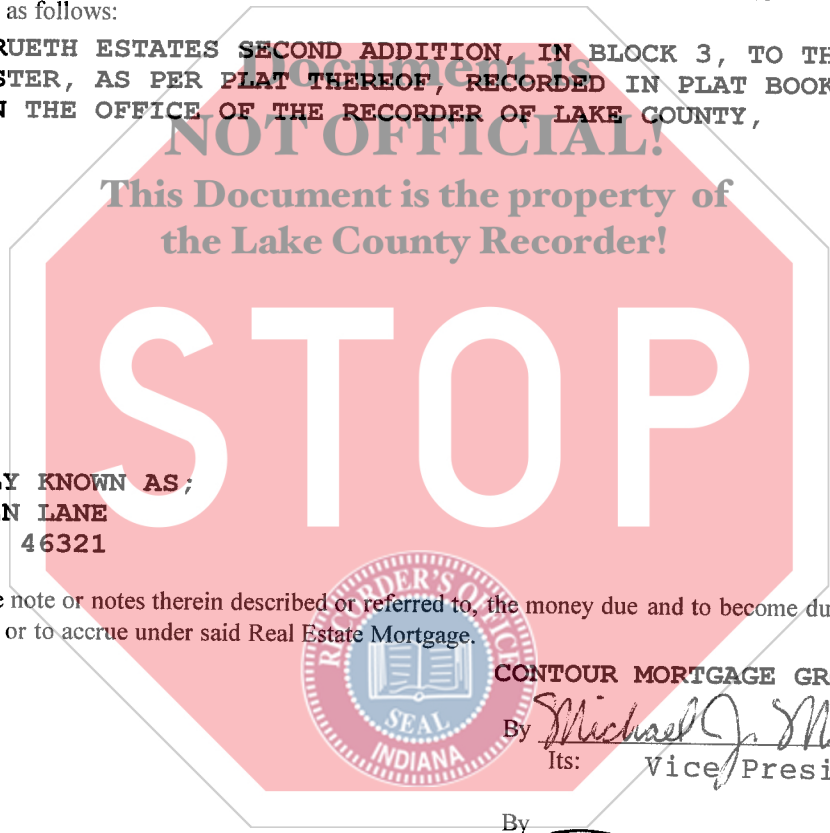 as follows:
RUETH ESTATES SECOND ADDITION, IN BLOCK 3, TO TH
STER, AS PER PLAT THEREOF, RECORDED IN PLAT BOOK
N THE OFFICE OF THE RECORDER OF LAKE COUNTY,
Document is
NOT OFFICIAL!
This Document is the property of
the Lake County Recorder!
STOP
LY KNOWN AS;
N LANE
46321
e note or notes therein described or referred to, the money due and to become du
or to accrue under said Real Estate Mortgage.
RECORDER'S OFFICE
SEAL
INDIANA
CONTOUR MORTGAGE GR
By Michael J. M
Its: Vice Presi
By